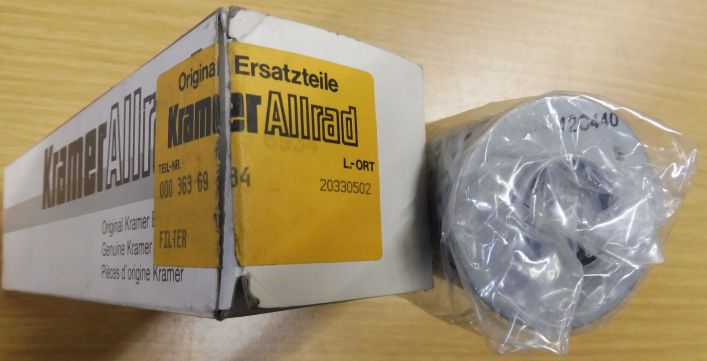 Original Ersatzteile
Kramer Allrad
TEIL-NR.
L.-ORT
000 363 69 84
20330502
FILTER
Kramer Allrad
Original Kramer
Genuine Kramer
Pièces d'origine Kramer
12C440